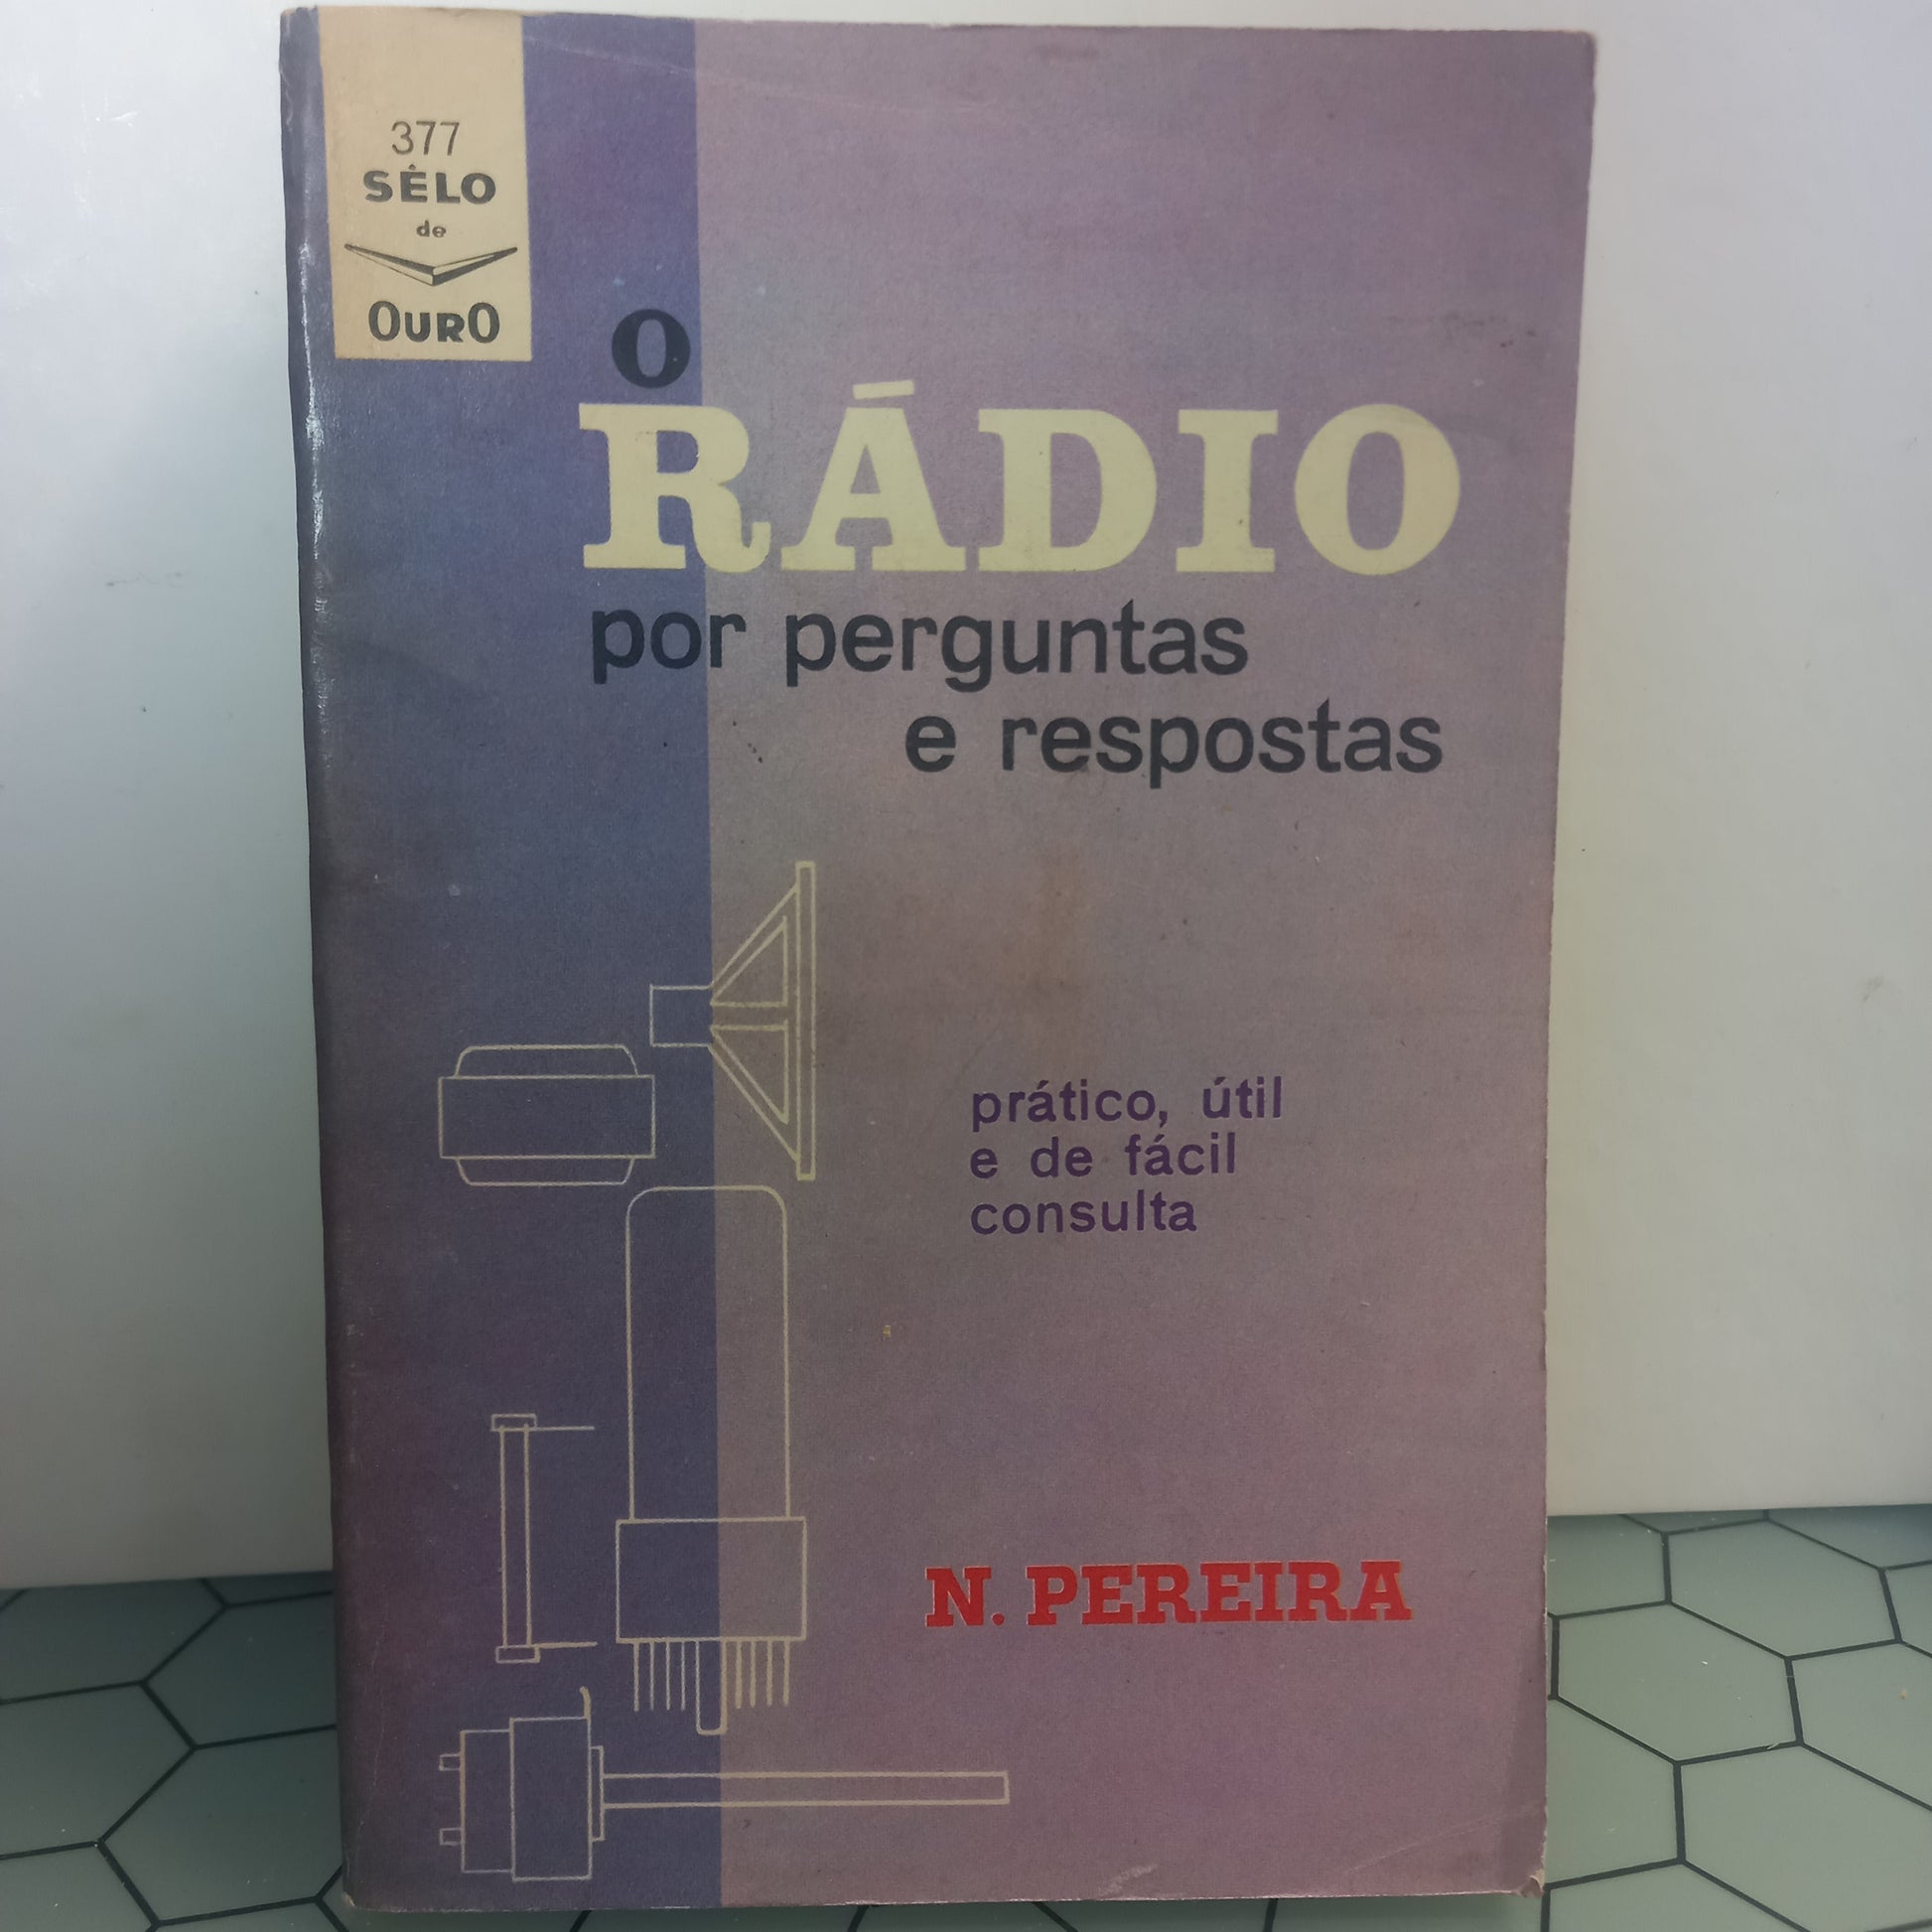 377
SÊLO
de
OURO
O
RÁDIO
por perguntas
e respostas
prático, útil
e de fácil
consulta
N. PEREIRA